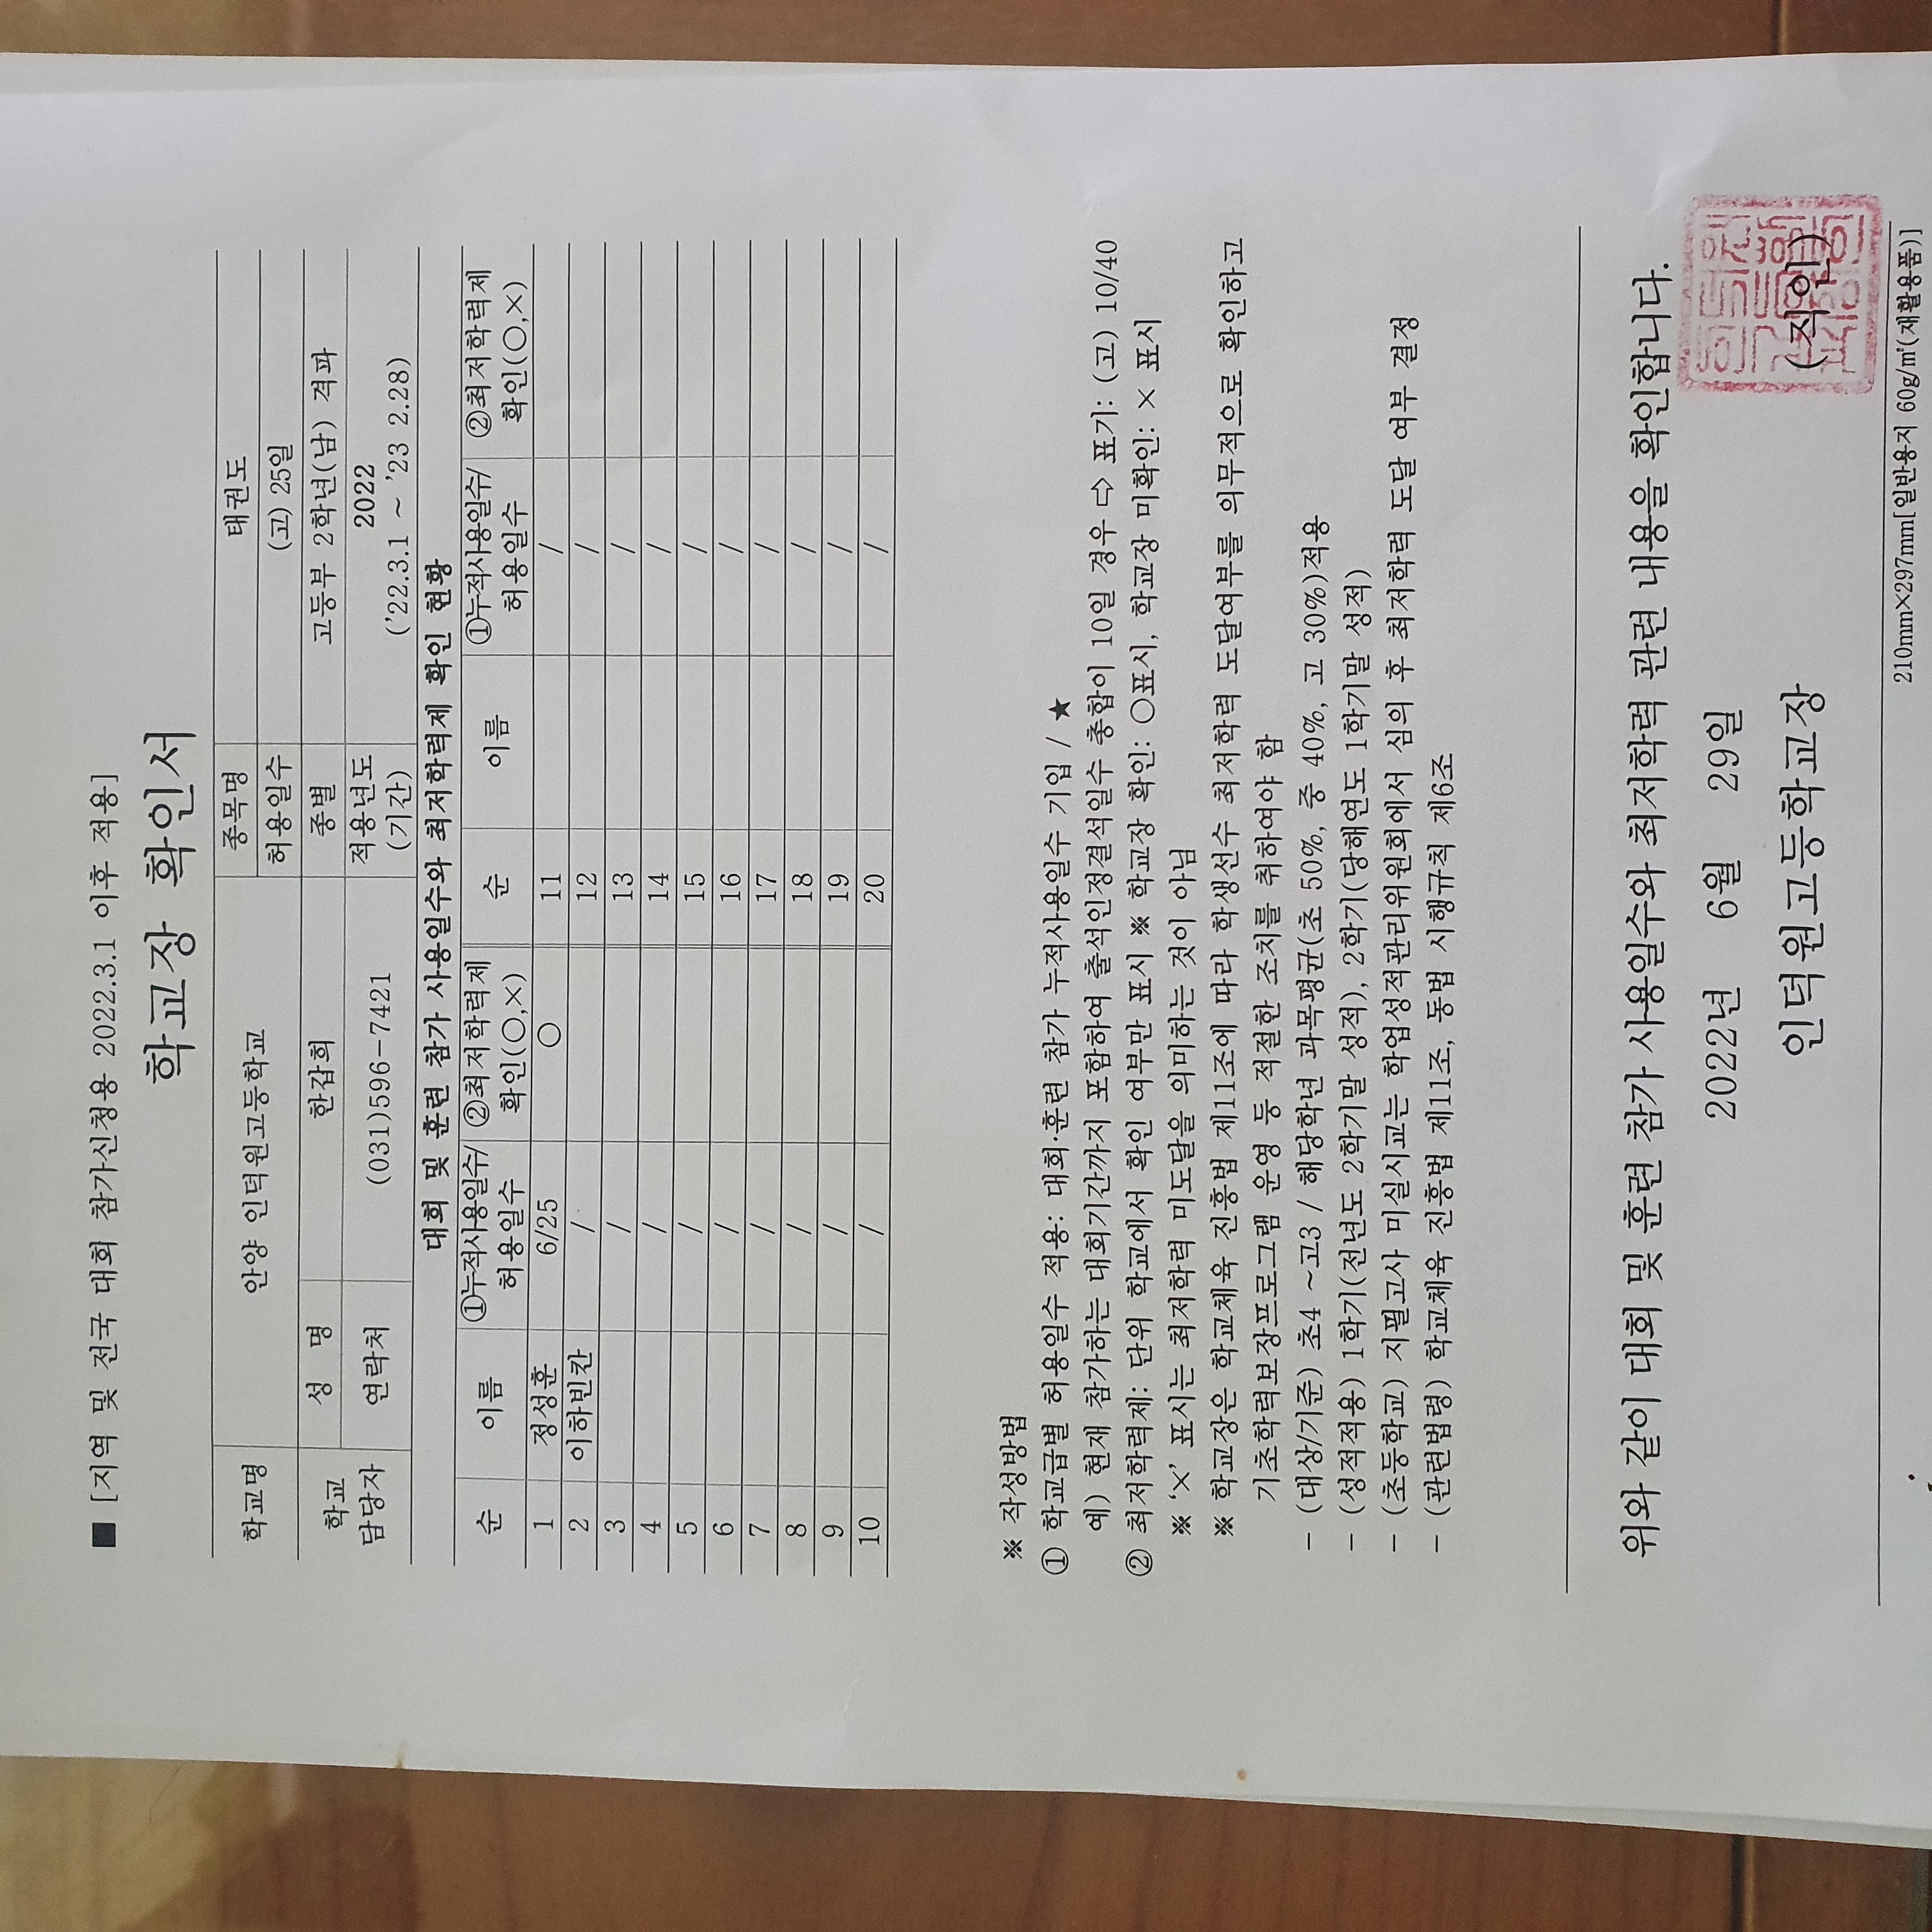 ■ [지역 및 전국 대회 참가신청용 2022.3.1 이후 적용]
학교장 확인서
학교명 안양 인덕원고등학교 종목명 태권도
허용일수 (고) 25일
학교 담당자 성 명 한갑희 종별 고등부 2학년(남) 격파
연락처 (031)596-7421 적용년도 (기간) 2022
('22.3.1 ~ '23 2.28)
대회 및 훈련 참가 사용일수와 최저학력제 확인 현황
순 이름 ①누적사용일수/허용일수 ②최저학력제 확인(○,×) 순 이름 ①누적사용일수/허용일수 ②최저학력제 확인(○,×)
1 정성훈 6/25 ○ 11 /
2 이하빈칸 / 12 /
3 / 13 /
4 / 14 /
5 / 15 /
6 / 16 /
7 / 17 /
8 / 18 /
9 / 19 /
10 / 20 /
※ 작성방법
① 학교급별 허용일수 적용: 대회·훈련 참가 누적사용일수 기입 / ★
예) 현재 참가하는 대회기간까지 포함하여 출석인정결석일수 총합이 10일 경우 ⇨ 표기: (고) 10/40
② 최저학력제: 단위 학교에서 확인 여부만 표시 ※ 학교장 확인: ○표시, 학교장 미확인: × 표시
※ '×' 표시는 최저학력 미도달을 의미하는 것이 아님
※ 학교장은 학교체육 진흥법 제11조에 따라 학생선수 최저학력 도달여부를 의무적으로 확인하고
기초학력보장프로그램 운영 등 적절한 조치를 취하여야 함
- (대상/기준) 초4 ~고3 / 해당학년 과목평균(초 50%, 중 40%, 고 30%)적용
- (성적적용) 1학기(전년도 2학기말 성적), 2학기(당해연도 1학기말 성적)
- (초등학교) 지필고사 미실시교는 학업성적관리위원회에서 심의 후 최저학력 도달 여부 결정
- (관련법령) 학교체육 진흥법 제11조, 동법 시행규칙 제6조
위와 같이 대회 및 훈련 참가 사용일수와 최저학력 관련 내용을 확인합니다.
2022년 6월 29일
인덕원고등학교장 (직인)
210mm×297mm[일반용지 60g/㎡(재활용품)]